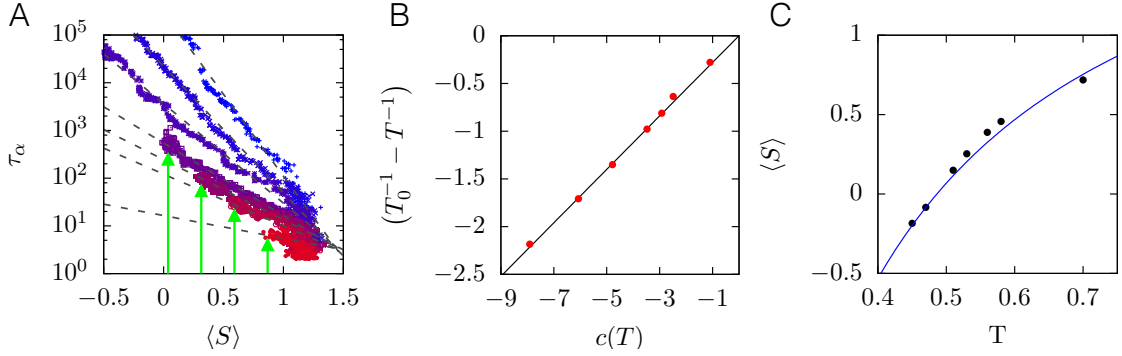 A
10^5
10^4
10^3
10^2
10^1
10^0
τ_α
−0.5 0 0.5 1 1.5
⟨S⟩
B
0
−0.5
−1
−1.5
−2
−2.5
(T_0^{−1} − T^{−1})
−9 −7 −5 −3 −1
c(T)
C
1
0.5
0
−0.5
⟨S⟩
0.4 0.5 0.6 0.7
T